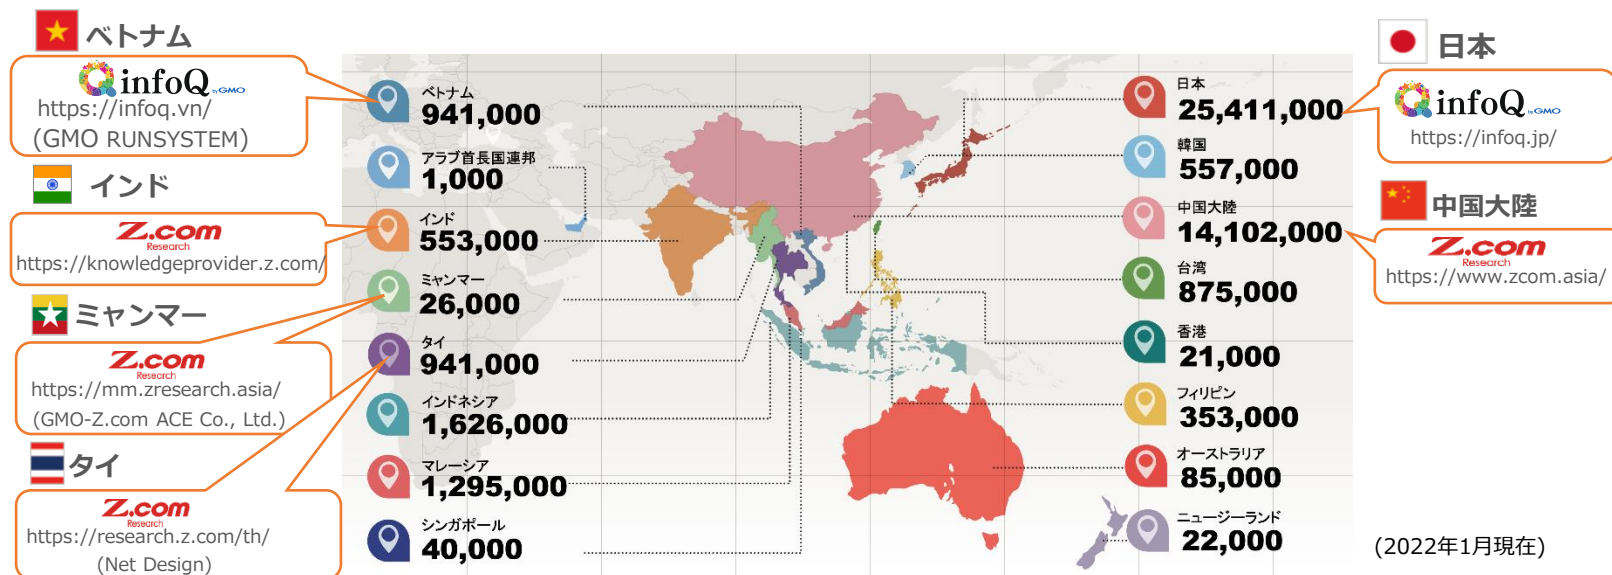 ベトナム
infoQ by GMO
https://infoq.vn/
(GMO RUNSYSTEM)
インド
Z.com
Research
https://knowledgeprovider.z.com/
ミャンマー
Z.com
Research
https://mm.zresearch.asia/
(GMO-Z.com ACE Co., Ltd.)
タイ
Z.com
Research
https://research.z.com/th/
(Net Design)
ベトナム
941,000
アラブ首長国連邦
1,000
インド
553,000
ミャンマー
26,000
タイ
941,000
インドネシア
1,626,000
マレーシア
1,295,000
シンガポール
40,000
日本
25,411,000
韓国
557,000
中国大陸
14,102,000
台湾
875,000
香港
21,000
フィリピン
353,000
オーストラリア
85,000
ニュージーランド
22,000
日本
infoQ by GMO
https://infoq.jp/
中国大陸
Z.com
Research
https://www.zcom.asia/
(2022年1月現在)